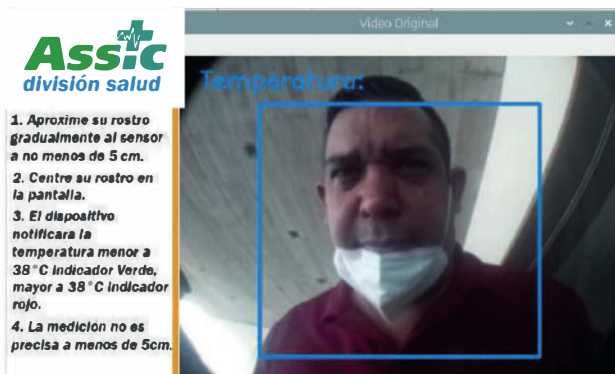 Assic
división salud
Video Original
Temperatura:
1. Aproxime su rostro
gradualmente al sensor
a no menos de 5 cm.
2. Centre su rostro en
la pantalla.
3. El dispositivo
notificara la
temperatura menor a
38°C Indicador Verde,
mayor a 38°C Indicador
rojo.
4. La medición no es
precisa a menos de 5cm.